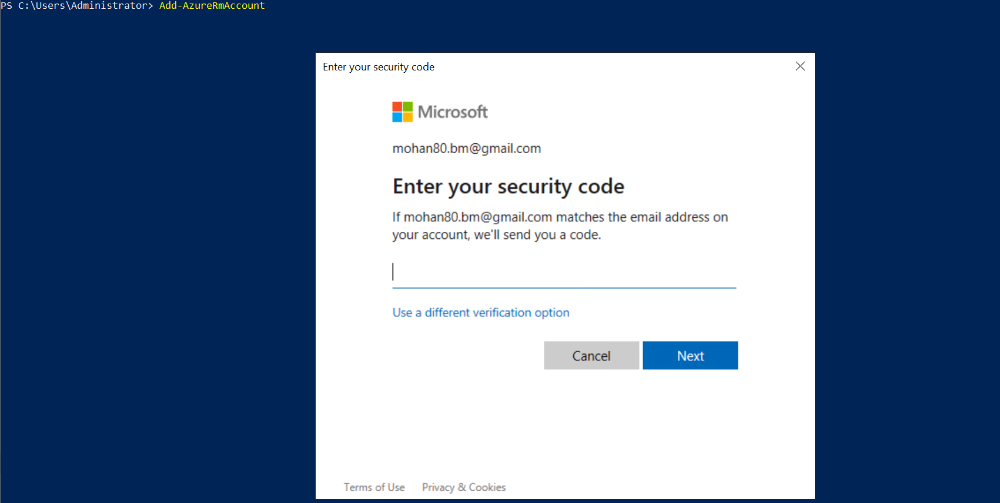 PS C:\Users\Administrator> Add-AzureRmAccount
Enter your security code
Microsoft
mohan80.bm@gmail.com
Enter your security code
If mohan80.bm@gmail.com matches the email address on
your account, we'll send you a code.
Use a different verification option
Cancel Next
Terms of Use Privacy & Cookies